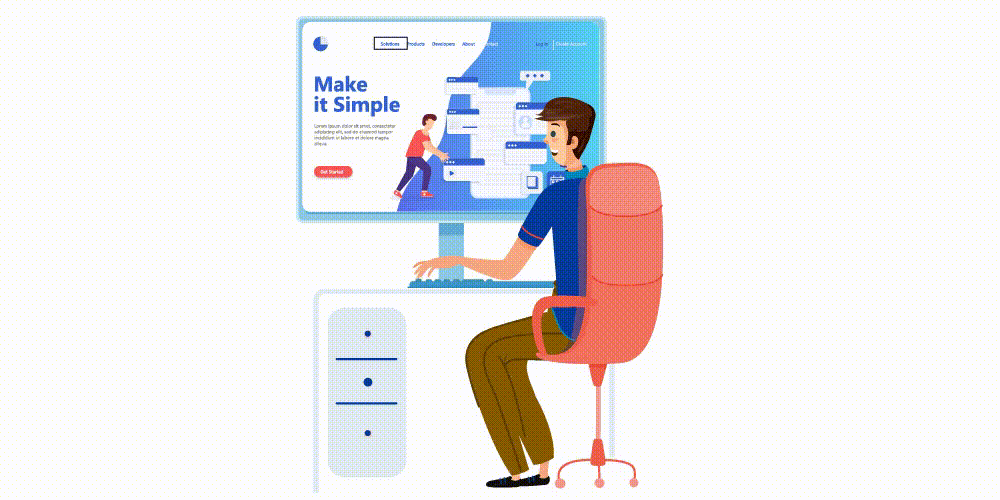 Solutions Products Developers About Contact Log In Create Account
Make
it Simple
Lorem ipsum dolor sit amet, consectetur
adipiscing elit, sed do eiusmod tempor
incididunt ut labore et dolore magna
aliqua.
Get Started